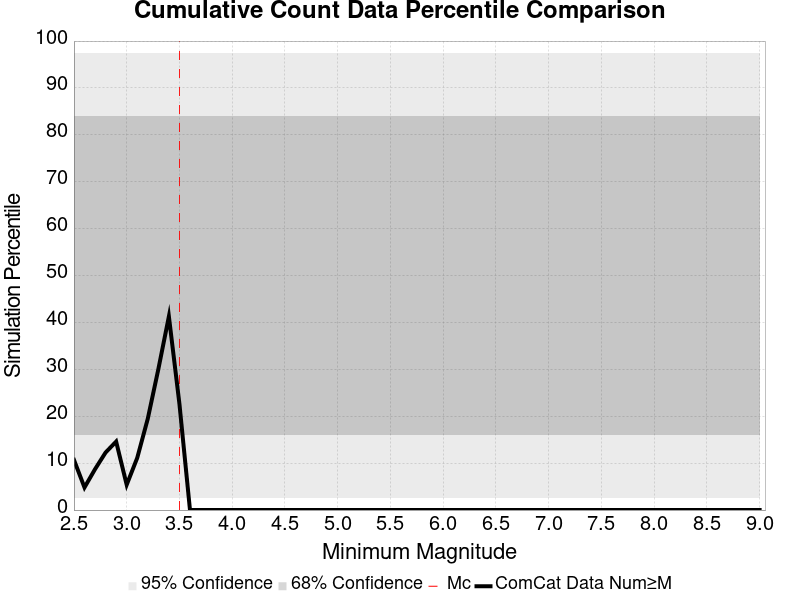 Cumulative Count Data Percentile Comparison
100
90
80
70
60
50
40
30
20
10
0
Simulation Percentile
2.5 3.0 3.5 4.0 4.5 5.0 5.5 6.0 6.5 7.0 7.5 8.0 8.5 9.0
Minimum Magnitude
95% Confidence 68% Confidence Mc ComCat Data Num≥M